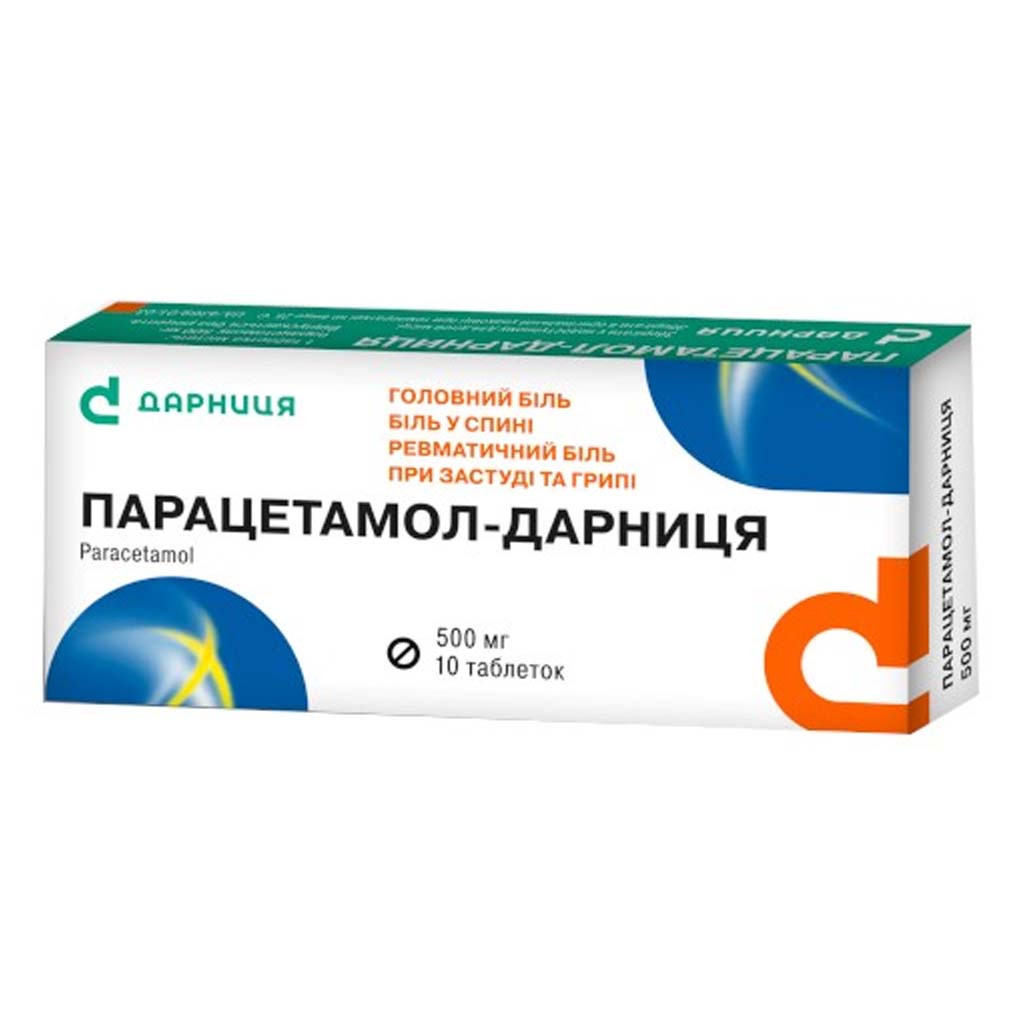 ПАРАЦЕТАМОЛ-ДАРНИЦЯ
ДАРНИЦЯ
ДАРНИЦЯ
ГОЛОВНИЙ БІЛЬ
БІЛЬ У СПИНІ
РЕВМАТИЧНИЙ БІЛЬ
ПРИ ЗАСТУДІ ТА ГРИПІ
ПАРАЦЕТАМОЛ-ДАРНИЦЯ
Paracetamol
500 мг
10 таблеток
ПАРАЦЕТАМОЛ-ДАРНИЦЯ
500 мг